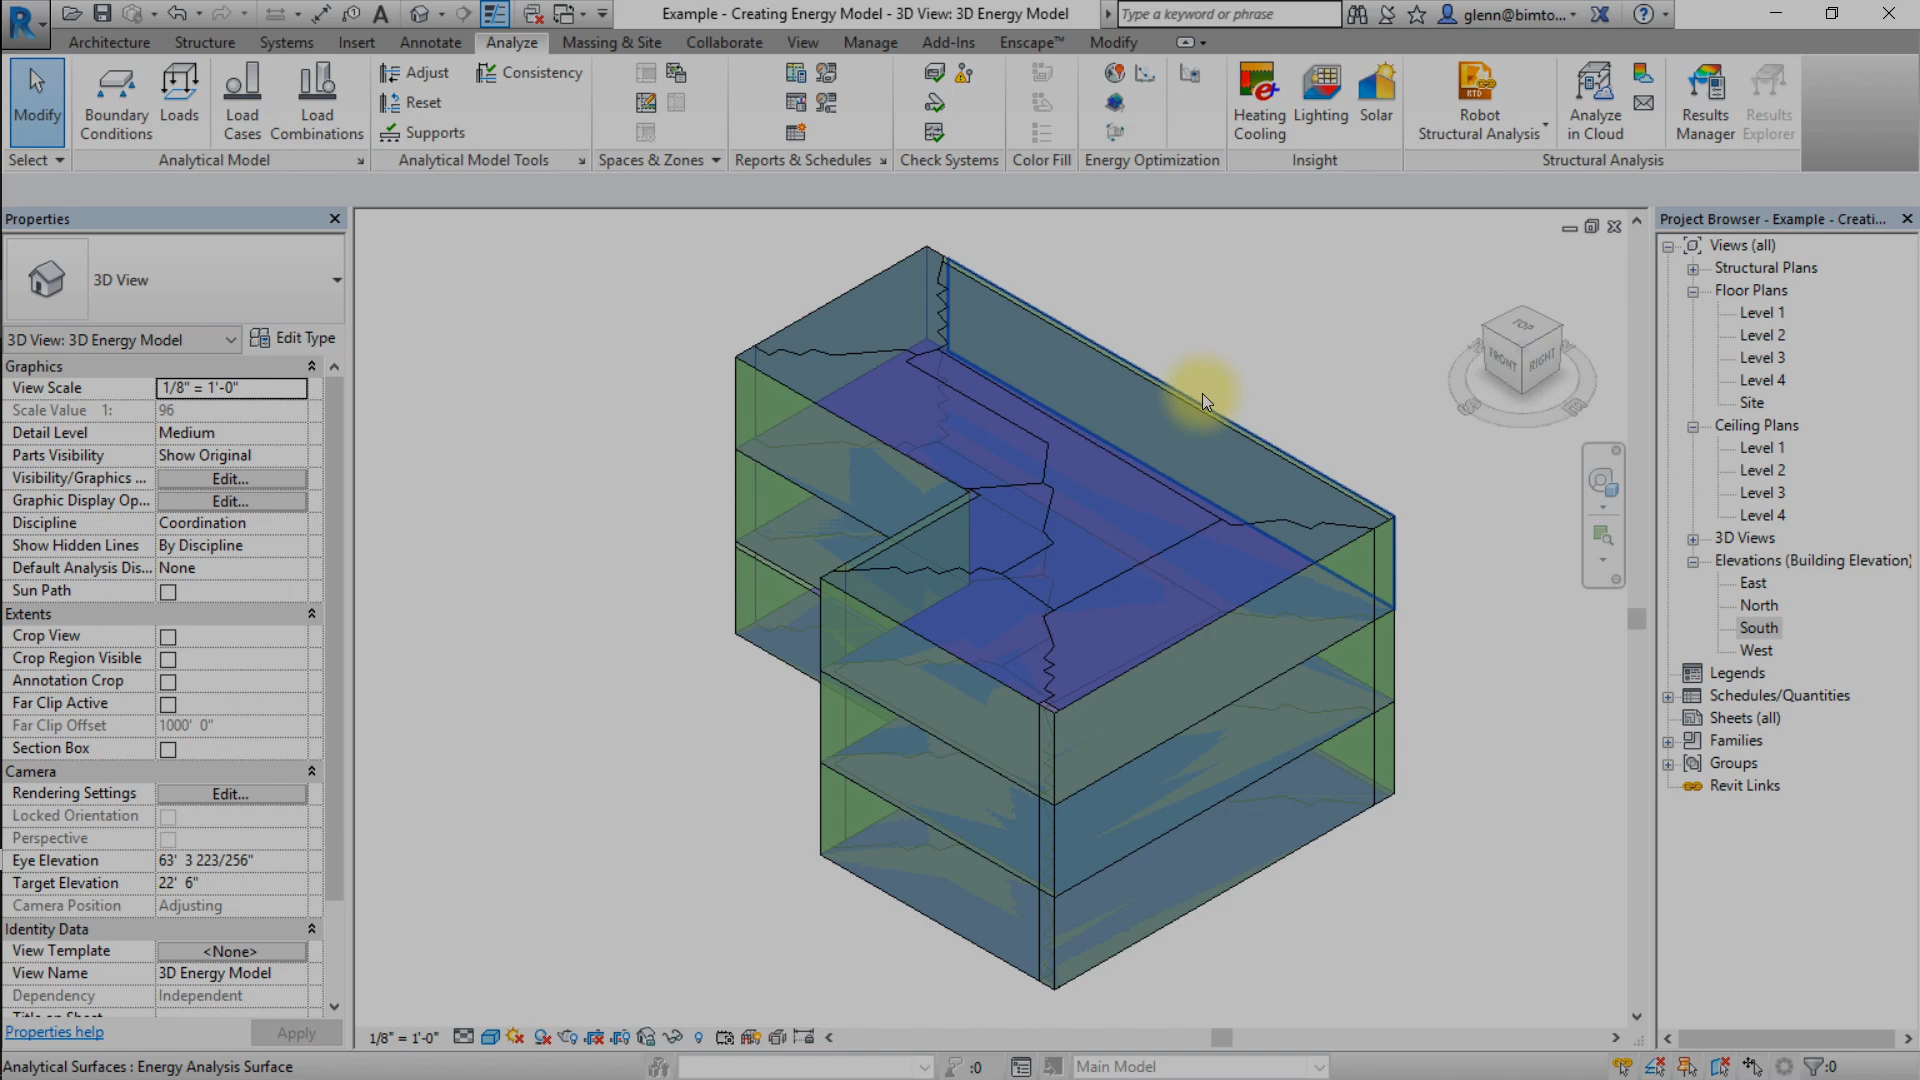 Example - Creating Energy Model - 3D View: 3D Energy Model
Type a keyword or phrase
glenn@bimto...
Architecture Structure Systems Insert Annotate Analyze Massing & Site Collaborate View Manage Add-Ins Enscape™ Modify
Modify
Boundary Conditions
Loads
Load Cases
Load Combinations
Adjust
Reset
Supports
Consistency
Heating Cooling
Lighting
Solar
RTD
Robot Structural Analysis
Analyze in Cloud
Results Manager
Results Explorer
Select
Analytical Model
Analytical Model Tools
Spaces & Zones
Reports & Schedules
Check Systems
Color Fill
Energy Optimization
Insight
Structural Analysis
Properties
3D View
3D View: 3D Energy Model
Edit Type
Graphics
View Scale 1/8" = 1'-0"
Scale Value 1: 96
Detail Level Medium
Parts Visibility Show Original
Visibility/Graphics ... Edit...
Graphic Display Op... Edit...
Discipline Coordination
Show Hidden Lines By Discipline
Default Analysis Dis... None
Sun Path
Extents
Crop View
Crop Region Visible
Annotation Crop
Far Clip Active
Far Clip Offset 1000' 0"
Section Box
Camera
Rendering Settings Edit...
Locked Orientation
Perspective
Eye Elevation 63' 3 223/256"
Target Elevation 22' 6"
Camera Position Adjusting
Identity Data
View Template <None>
View Name 3D Energy Model
Dependency Independent
Properties help
Apply
TOP
FRONT
RIGHT
1/8" = 1'-0"
Project Browser - Example - Creati...
Views (all)
Structural Plans
Floor Plans
Level 1
Level 2
Level 3
Level 4
Site
Ceiling Plans
Level 1
Level 2
Level 3
Level 4
3D Views
Elevations (Building Elevation)
East
North
South
West
Legends
Schedules/Quantities
Sheets (all)
Families
Groups
Revit Links
Analytical Surfaces : Energy Analysis Surface
:0
Main Model
:0